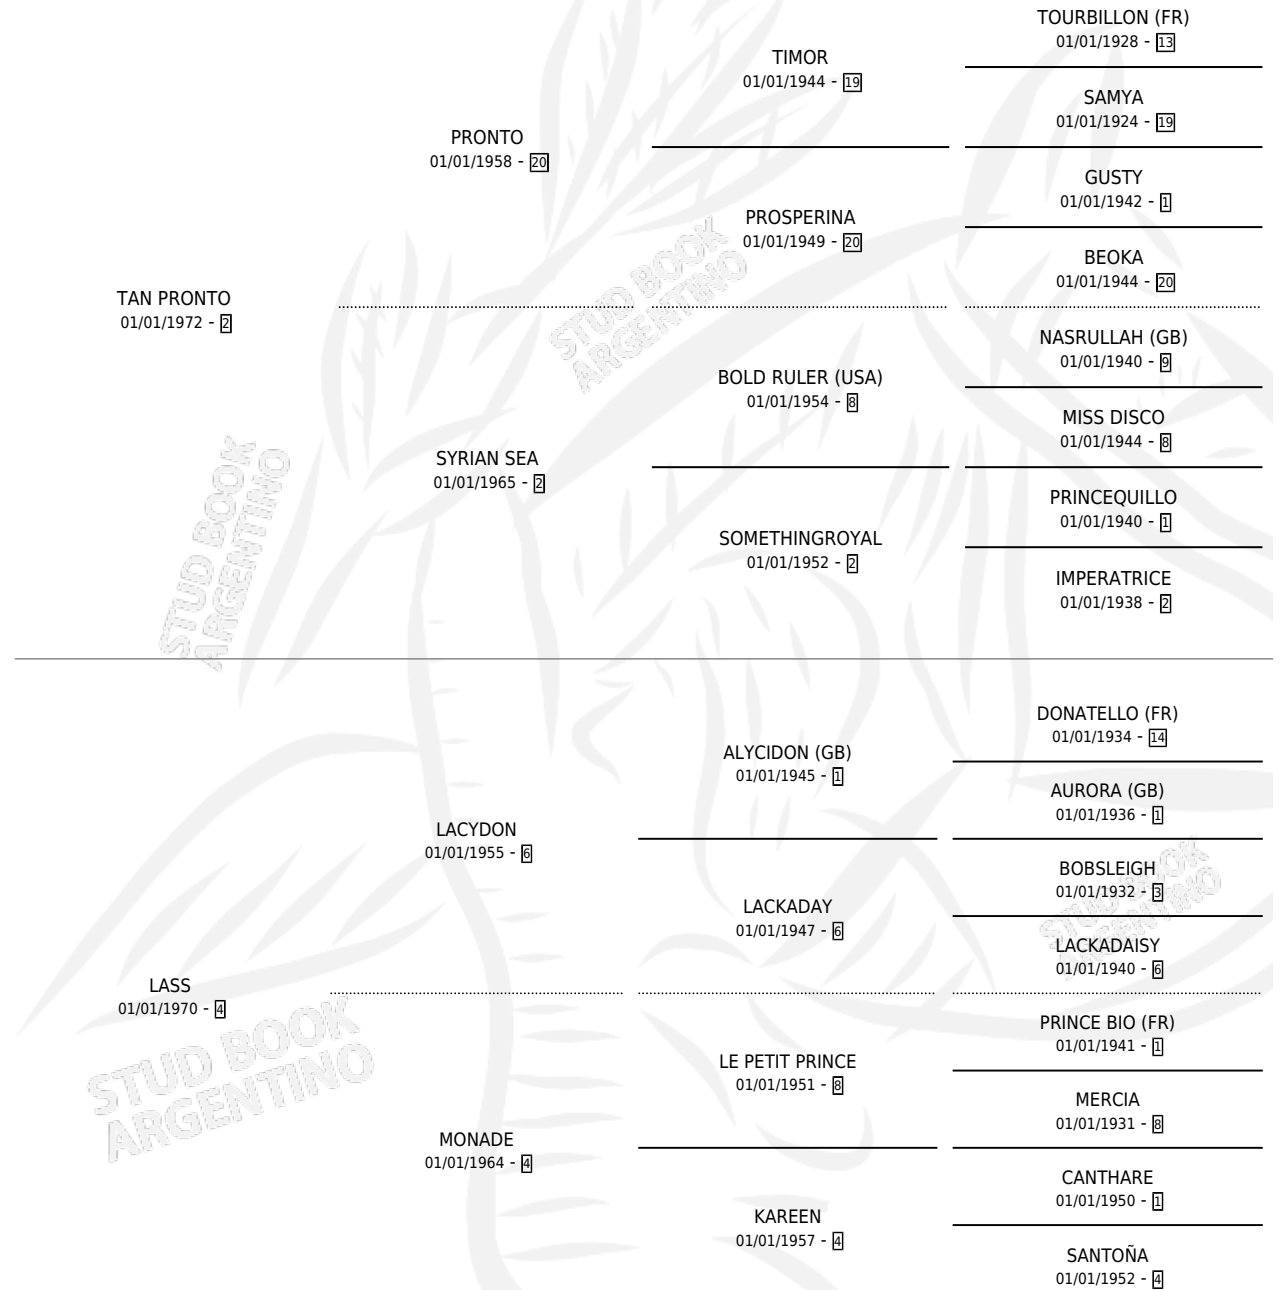 TOURBILLON (FR)
01/01/1928 - 13
TIMOR
01/01/1944 - 19
SAMYA
01/01/1924 - 19
PRONTO
01/01/1958 - 20
GUSTY
01/01/1942 - 1
PROSPERINA
01/01/1949 - 20
BEOKA
01/01/1944 - 20
TAN PRONTO
01/01/1972 - 2
STUD BOOK
ARGENTINO
NASRULLAH (GB)
01/01/1940 - 9
BOLD RULER (USA)
01/01/1954 - 8
MISS DISCO
01/01/1944 - 8
SYRIAN SEA
01/01/1965 - 2
PRINCEQUILLO
01/01/1940 - 1
SOMETHINGROYAL
01/01/1952 - 2
IMPERATRICE
01/01/1938 - 2
STUD BOOK
ARGENTINO
DONATELLO (FR)
01/01/1934 - 14
ALYCIDON (GB)
01/01/1945 - 1
AURORA (GB)
01/01/1936 - 1
LACYDON
01/01/1955 - 6
BOBSLEIGH
01/01/1932 - 3
LACKADAY
01/01/1947 - 6
LACKADAISY
01/01/1940 - 6
STUD BOOK
ARGENTINO
LASS
01/01/1970 - 4
PRINCE BIO (FR)
01/01/1941 - 1
LE PETIT PRINCE
01/01/1951 - 8
MERCIA
01/01/1931 - 8
STUD BOOK
ARGENTINO
MONADE
01/01/1964 - 4
CANTHARE
01/01/1950 - 1
KAREEN
01/01/1957 - 4
SANTOÑA
01/01/1952 - 4